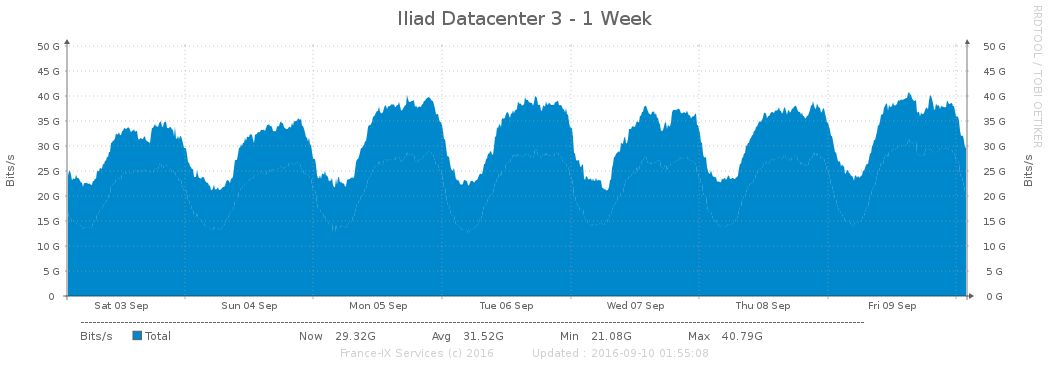 Iliad Datacenter 3 - 1 Week
RRDTOOL / TOBI OETIKER
Bits/s
50 G 50 G
45 G 45 G
40 G 40 G
35 G 35 G
30 G 30 G
25 G 25 G
20 G 20 G
15 G 15 G
10 G 10 G
5 G 5 G
0 0 G
Bits/s
Sat 03 Sep Sun 04 Sep Mon 05 Sep Tue 06 Sep Wed 07 Sep Thu 08 Sep Fri 09 Sep
Bits/s Total Now 29.32G Avg 31.52G Min 21.08G Max 40.79G
France-IX Services (c) 2016 Updated : 2016-09-10 01:55:08